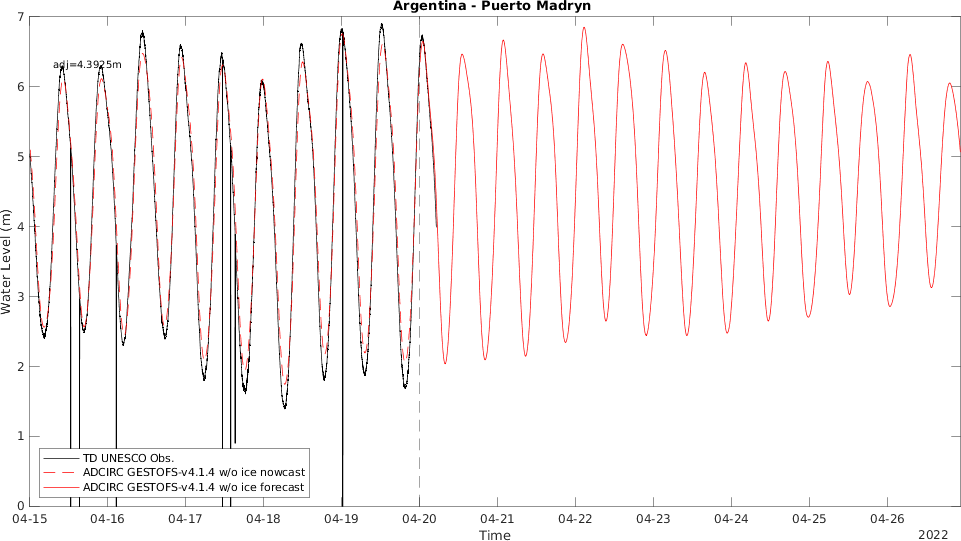 Argentina - Puerto Madryn
7
adj=4.3925m
6
5
4
3
2
1
0
Water Level (m)
TD UNESCO Obs.
ADCIRC GESTOFS-v4.1.4 w/o ice nowcast
ADCIRC GESTOFS-v4.1.4 w/o ice forecast
04-15 04-16 04-17 04-18 04-19 04-20 04-21 04-22 04-23 04-24 04-25 04-26
Time
2022